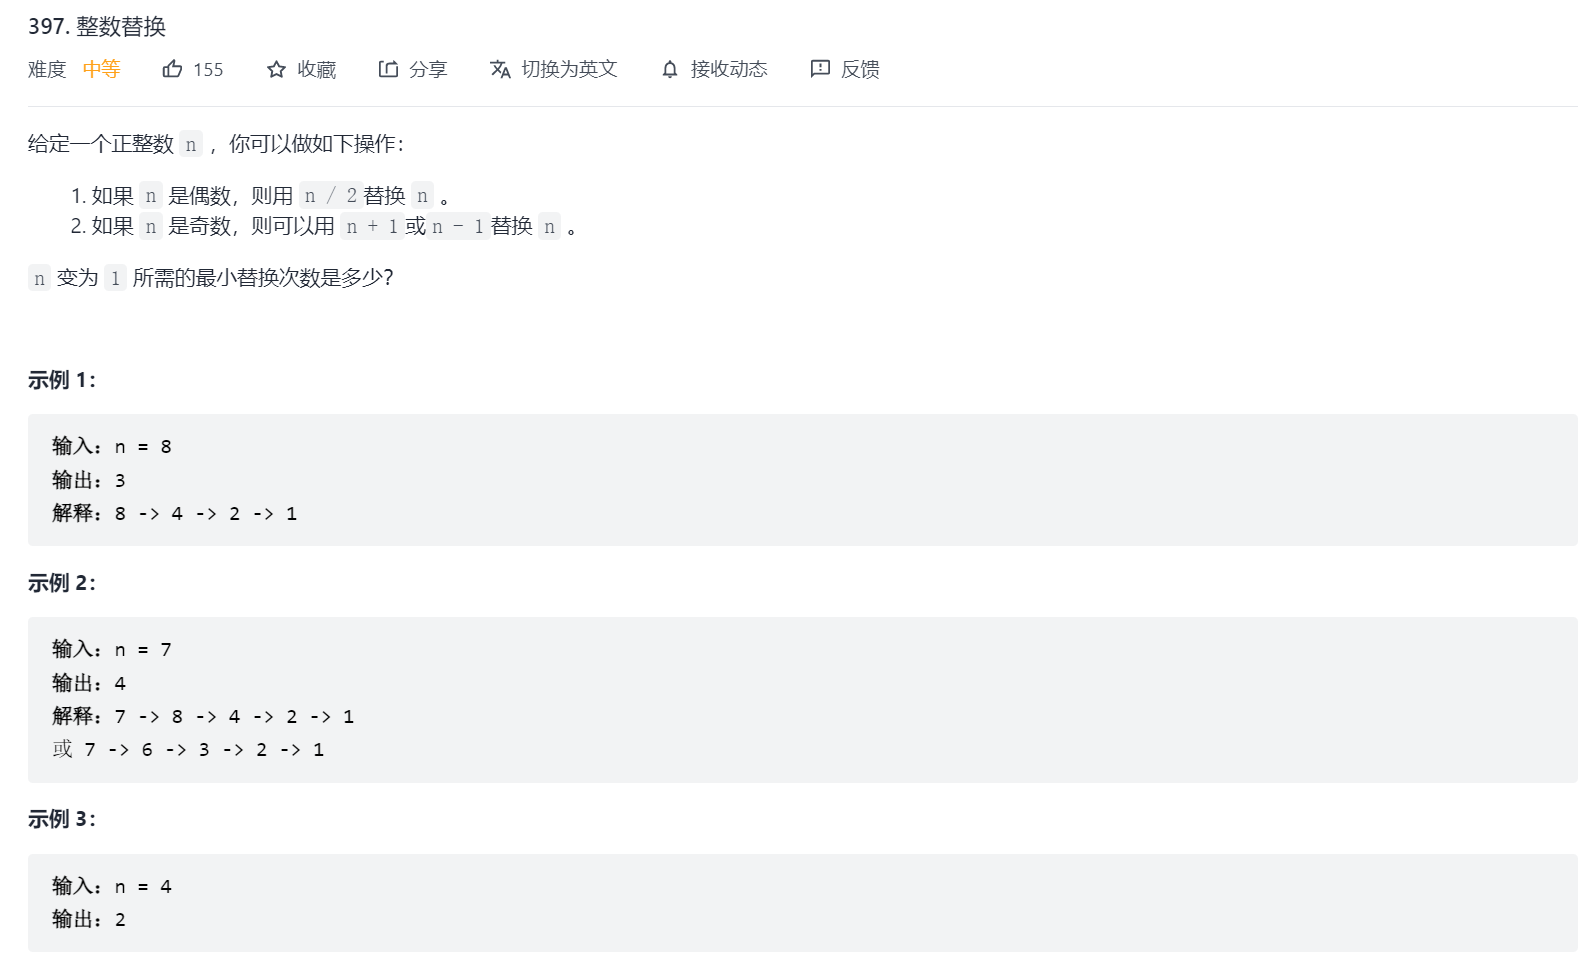 397. 整数替换
难度 中等 155 收藏 分享 切换为英文 接收动态 反馈
给定一个正整数 n ，你可以做如下操作：
1. 如果 n 是偶数，则用 n / 2替换 n 。
2. 如果 n 是奇数，则可以用 n + 1或n - 1替换 n 。
n 变为 1 所需的最小替换次数是多少？
示例 1：
输入：n = 8
输出：3
解释：8 -> 4 -> 2 -> 1
示例 2：
输入：n = 7
输出：4
解释：7 -> 8 -> 4 -> 2 -> 1
或 7 -> 6 -> 3 -> 2 -> 1
示例 3：
输入：n = 4
输出：2